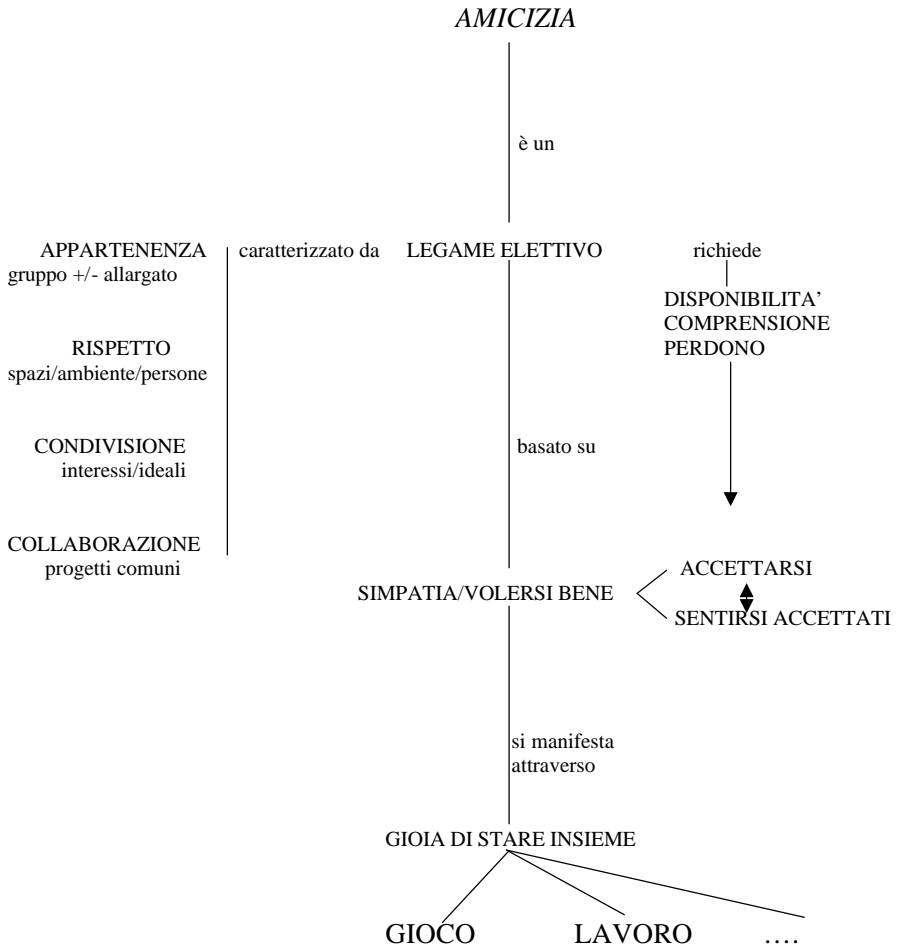 AMICIZIA
è un
APPARTENENZA
gruppo +/- allargato
caratterizzato da
LEGAME ELETTIVO
richiede
DISPONIBILITA’
COMPRENSIONE
PERDONO
RISPETTO
spazi/ambiente/persone
CONDIVISIONE
interessi/ideali
basato su
COLLABORAZIONE
progetti comuni
SIMPATIA/VOLERSI BENE
ACCETTARSI
SENTIRSI ACCETTATI
si manifesta
attraverso
GIOIA DI STARE INSIEME
GIOCO
LAVORO
….